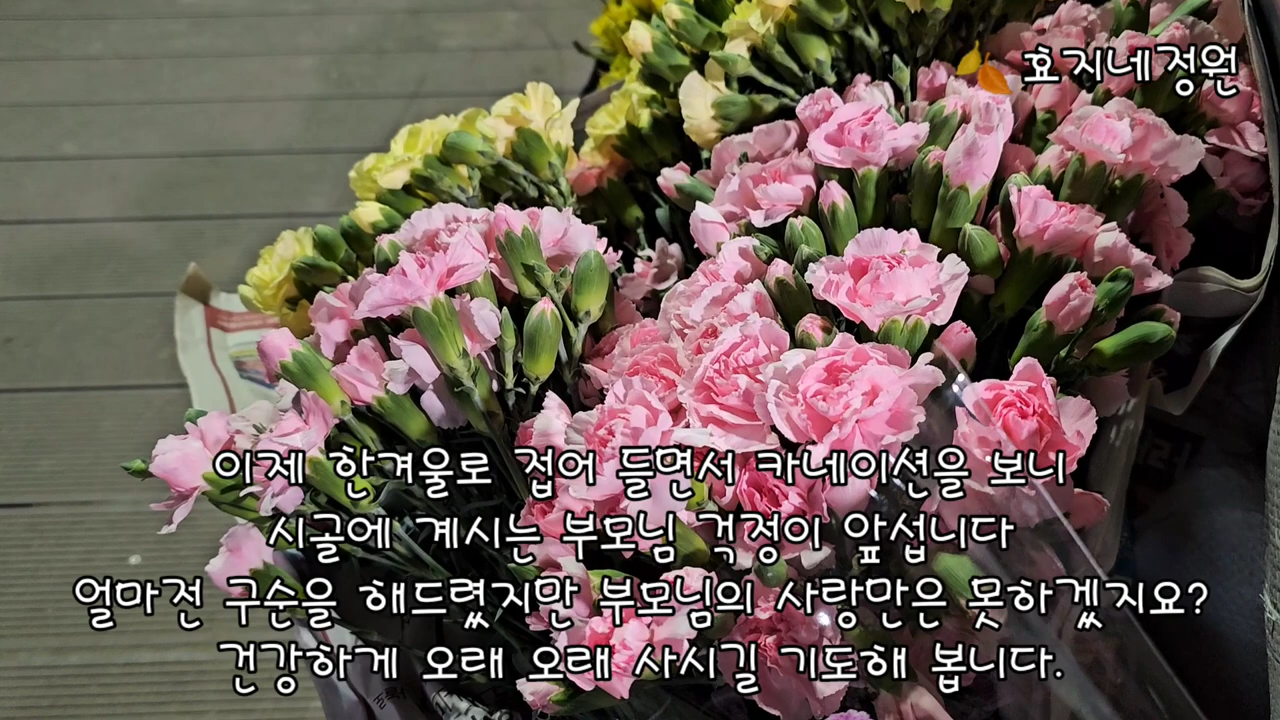 효지네정원
이제 한겨울로 접어 들면서 카네이션을 보니
시골에 계시는 부모님 걱정이 앞섭니다
얼마전 구순을 해드렸지만 부모님의 사랑만은 못하겠지요?
건강하게 오래 오래 사시길 기도해 봅니다.